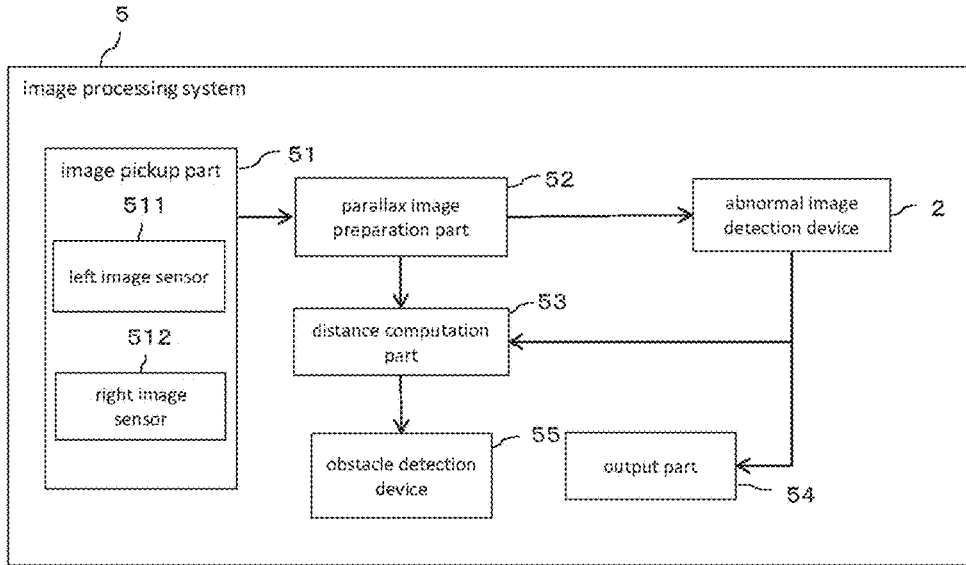 5
image processing system
image pickup part
51
511
left image sensor
512
right image
sensor
52
parallax image
preparation part
abnormal image
detection device
2
53
distance computation
part
55
obstacle detection
device
output part
54